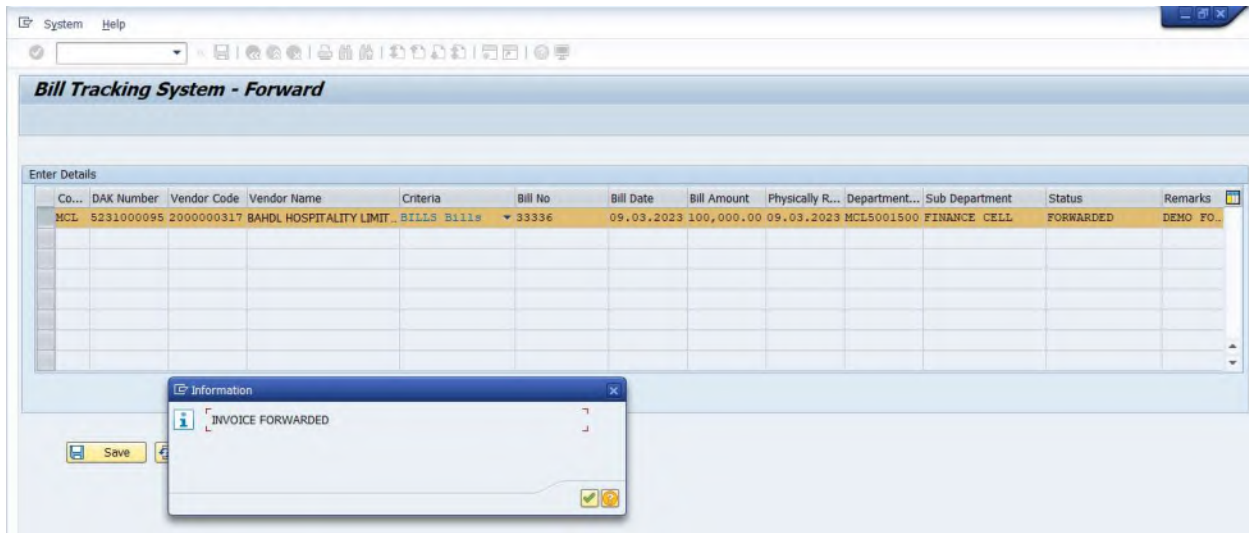 System Help
Bill Tracking System - Forward
Enter Details
Co... DAK Number Vendor Code Vendor Name Criteria Bill No Bill Date Bill Amount Physically R... Department... Sub Department Status Remarks
MCL 5231000095 2000000317 BAHDL HOSPITALITY LIMIT.. BILLS Bills 33336 09.03.2023 100,000.00 09.03.2023 MCL5001500 FINANCE CELL FORWARDED DEMO FO..
Information
INVOICE FORWARDED
Save